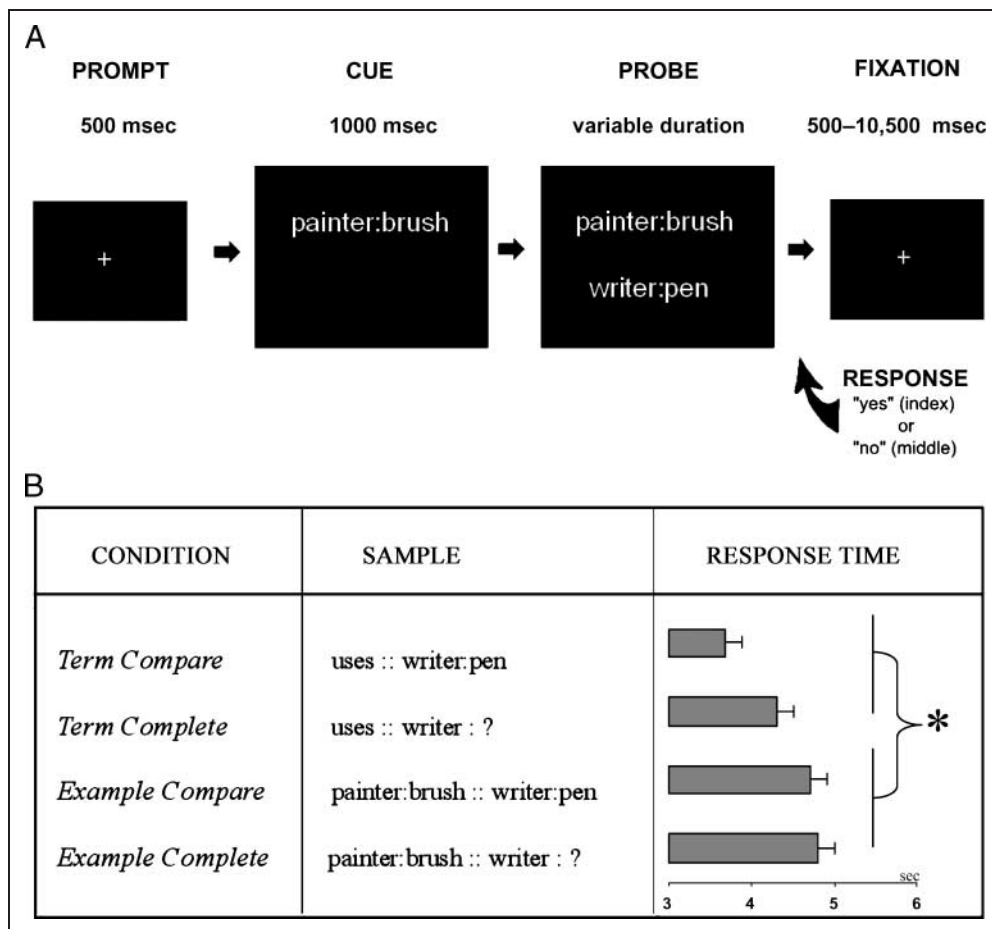 A
PROMPT CUE PROBE FIXATION
500 msec 1000 msec variable duration 500–10,500 msec
+ painter:brush painter:brush +
writer:pen
RESPONSE
"yes" (index)
or
"no" (middle)
B
CONDITION SAMPLE RESPONSE TIME
Term Compare uses :: writer:pen
Term Complete uses :: writer : ?
*
Example Compare painter:brush :: writer:pen
Example Complete painter:brush :: writer : ?
sec
3 4 5 6